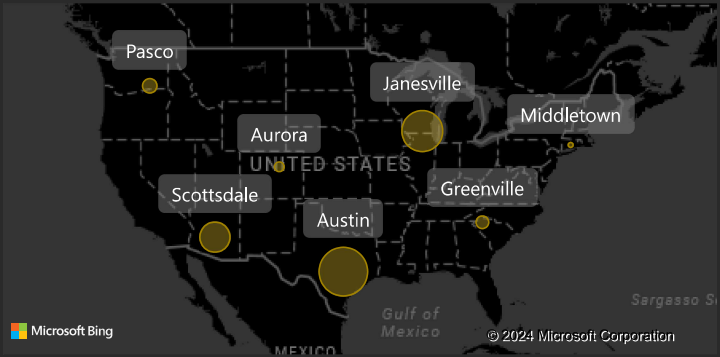 Pasco
Janesville
Middletown
Aurora
UNITED STATES
Scottsdale
Greenville
Austin
Sargasso S
Gulf of
Mexico
Microsoft Bing
© 2024 Microsoft Corporation
MEXICO